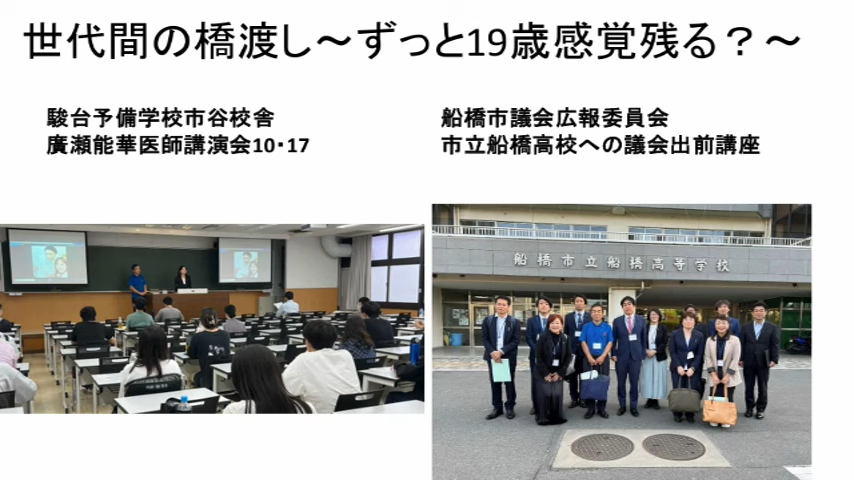 世代間の橋渡し～ずっと19歳感覚残る？～
駿台予備学校市谷校舎
廣瀬能華医師講演会10・17
船橋市議会広報委員会
市立船橋高校への議会出前講座
船橋市立船橋高等学校